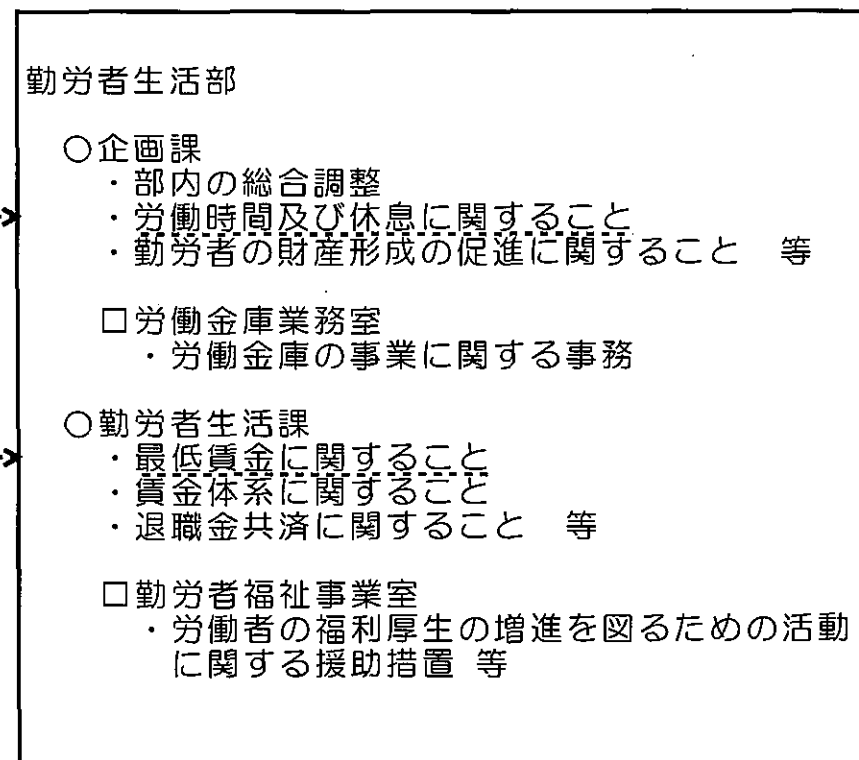 勤労者生活部
○企画課
・部内の総合調整
・労働時間及び休息に関すること
・勤労者の財産形成の促進に関すること　等
□労働金庫業務室
・労働金庫の事業に関する事務
○勤労者生活課
・最低賃金に関すること
・賃金体系に関すること
・退職金共済に関すること　等
□勤労者福祉事業室
・労働者の福利厚生の増進を図るための活動
に関する援助措置 等